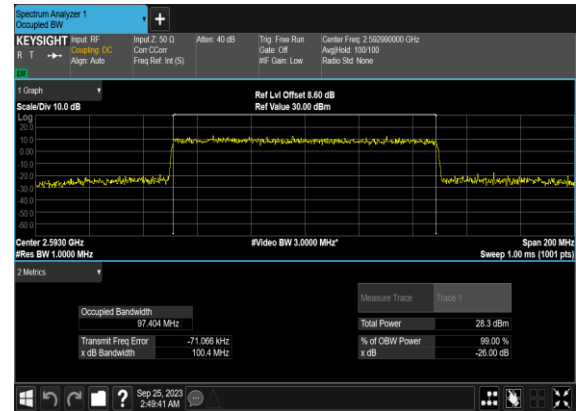 Spectrum Analyzer 1
Occupied BW
KEYSIGHT
R T
LXI
Input: RF
Coupling: DC
Align: Auto
Input Z: 50 Ω
Corr CCorr
Freq Ref: Int (S)
Atten: 40 dB
Trig: Free Run
Gate: Off
#IF Gain: Low
Center Freq: 2.592990000 GHz
Avg|Hold: 100/100
Radio Std: None
1 Graph
Scale/Div 10.0 dB
Ref Lvl Offset 8.60 dB
Ref Value 30.00 dBm
Log
20.0
10.0
0.00
-10.0
-20.0
-30.0
-40.0
-50.0
-60.0
Center 2.5930 GHz
#Video BW 3.0000 MHz*
Span 200 MHz
#Res BW 1.0000 MHz
Sweep 1.00 ms (1001 pts)
2 Metrics
Measure Trace
Trace 1
Occupied Bandwidth
97.404 MHz
Total Power
28.3 dBm
Transmit Freq Error
-71.066 kHz
% of OBW Power
99.00 %
x dB Bandwidth
100.4 MHz
x dB
-26.00 dB
?
Sep 25, 2023
2:49:41 AM